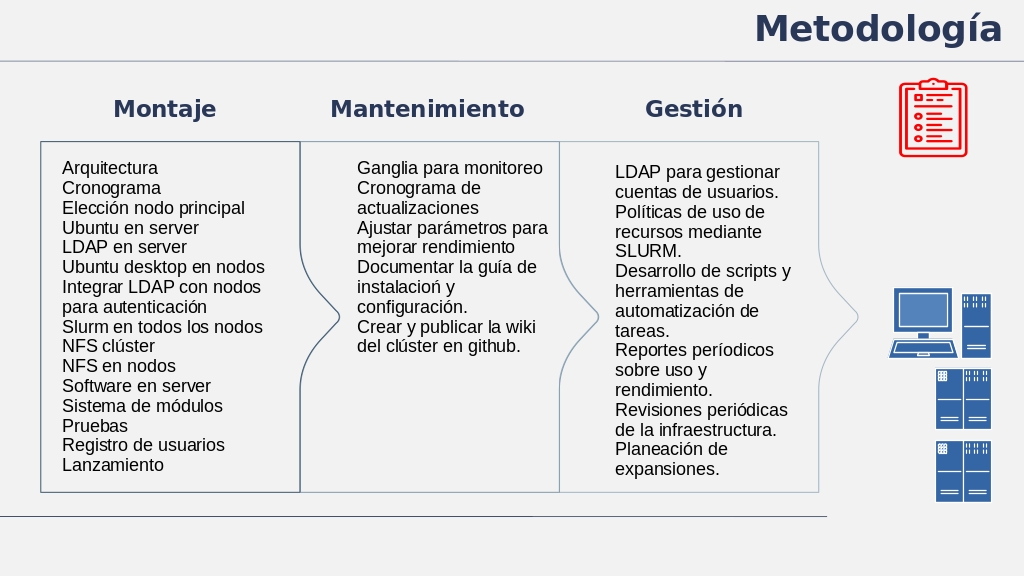 Metodología
Montaje
Arquitectura
Cronograma
Elección nodo principal
Ubuntu en server
LDAP en server
Ubuntu desktop en nodos
Integrar LDAP con nodos
para autenticación
Slurm en todos los nodos
NFS clúster
NFS en nodos
Software en server
Sistema de módulos
Pruebas
Registro de usuarios
Lanzamiento
Mantenimiento
Ganglia para monitoreo
Cronograma de
actualizaciones
Ajustar parámetros para
mejorar rendimiento
Documentar la guía de
instalacioń y
configuración.
Crear y publicar la wiki
del clúster en github.
Gestión
LDAP para gestionar
cuentas de usuarios.
Políticas de uso de
recursos mediante
SLURM.
Desarrollo de scripts y
herramientas de
automatización de
tareas.
Reportes períodicos
sobre uso y
rendimiento.
Revisiones periódicas
de la infraestructura.
Planeación de
expansiones.